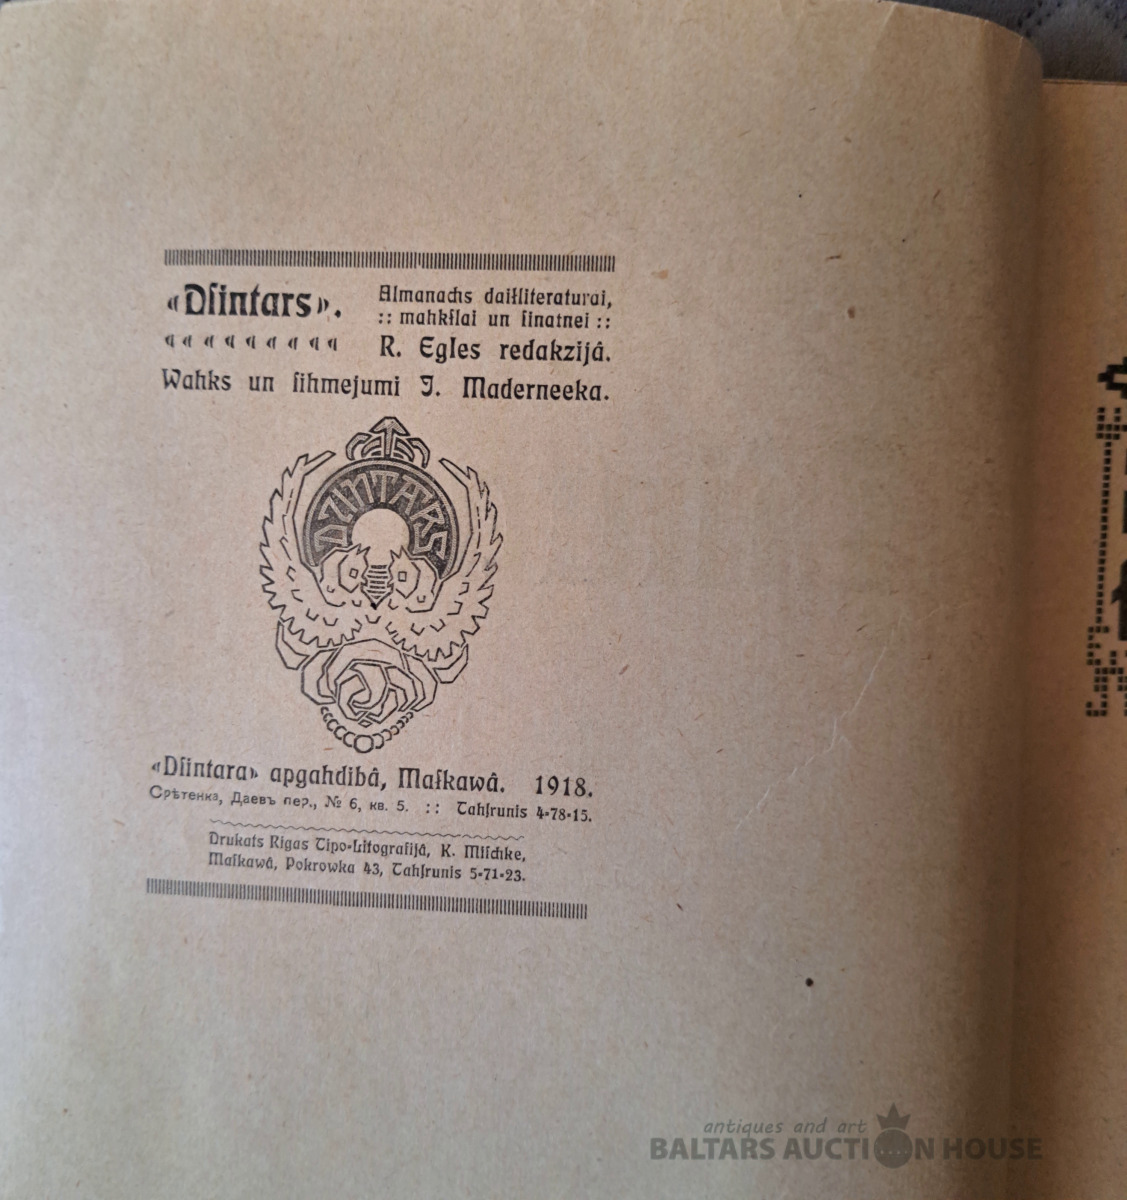 «Dſintars».
Almanachs dailliteraturai,
:: mahkſlai un ſinatnei ::
R. Egles redakzijâ.
Wahks un ſihmejumi J. Maderneeka.
DZINTARS
«Dſintara» apgahdibâ, Maſkawâ. 1918.
Срѣтенка, Даевъ пер., № 6, кв. 5. :: Tahlrunis 4-78-15.
Drukats Rigas Tipo-Litografijâ, K. Miſchke,
Maſkawâ, Pokrowka 43, Tahlrunis 5-71-23.
antiques and art
BALTARS AUCTION HOUSE